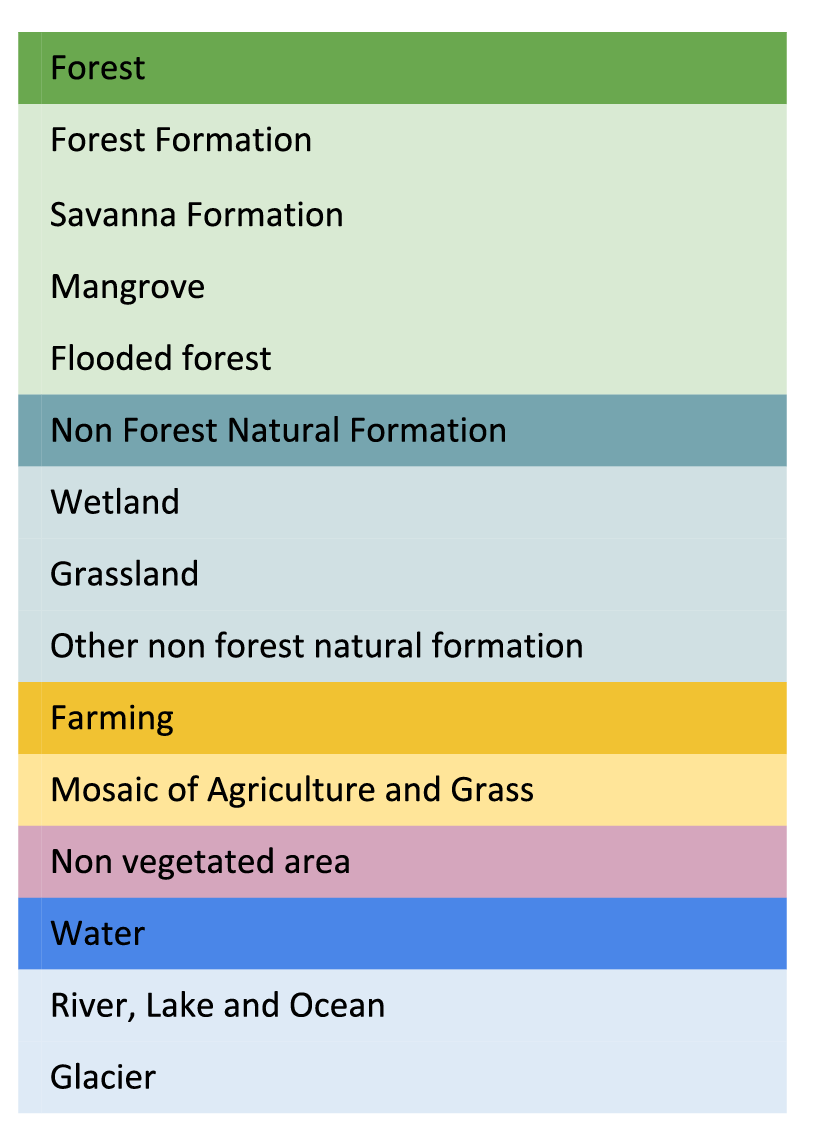 Forest
Forest Formation
Savanna Formation
Mangrove
Flooded forest
Non Forest Natural Formation
Wetland
Grassland
Other non forest natural formation
Farming
Mosaic of Agriculture and Grass
Non vegetated area
Water
River, Lake and Ocean
Glacier